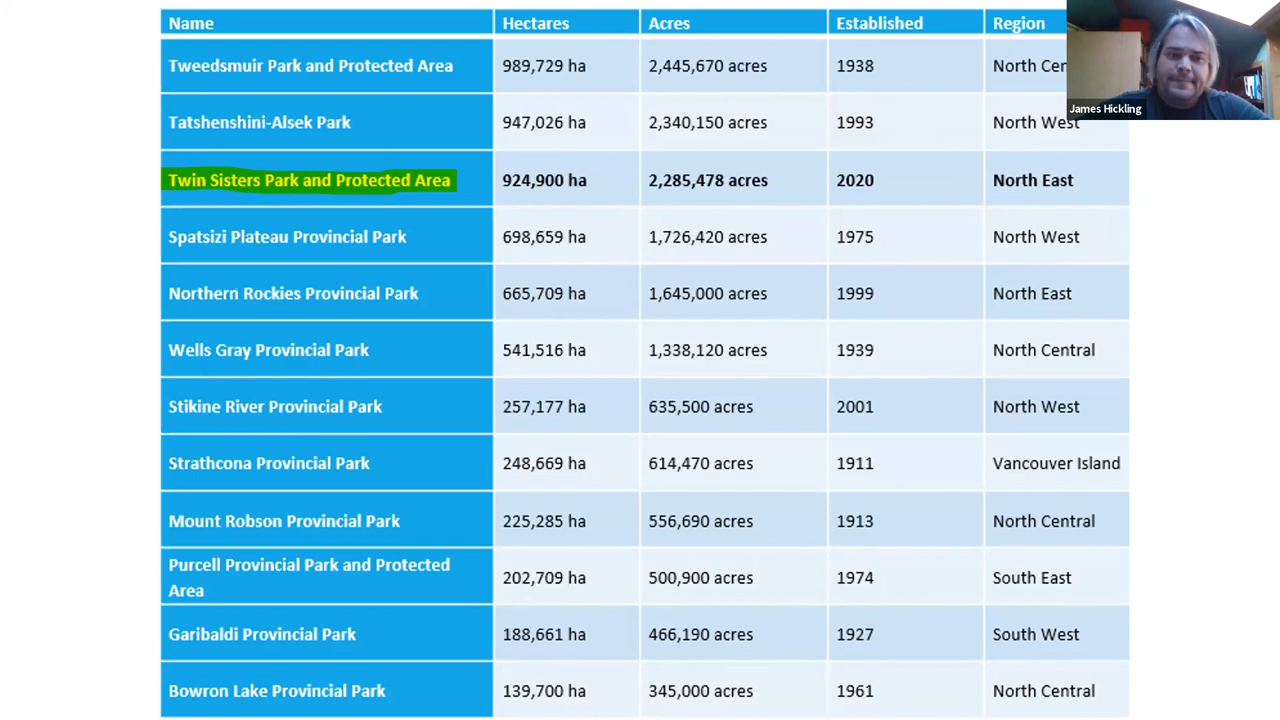 Name Hectares Acres Established Region
Tweedsmuir Park and Protected Area 989,729 ha 2,445,670 acres 1938 North Cen
Tatshenshini-Alsek Park 947,026 ha 2,340,150 acres 1993 North West
Twin Sisters Park and Protected Area 924,900 ha 2,285,478 acres 2020 North East
Spatsizi Plateau Provincial Park 698,659 ha 1,726,420 acres 1975 North West
Northern Rockies Provincial Park 665,709 ha 1,645,000 acres 1999 North East
Wells Gray Provincial Park 541,516 ha 1,338,120 acres 1939 North Central
Stikine River Provincial Park 257,177 ha 635,500 acres 2001 North West
Strathcona Provincial Park 248,669 ha 614,470 acres 1911 Vancouver Island
Mount Robson Provincial Park 225,285 ha 556,690 acres 1913 North Central
Purcell Provincial Park and Protected
Area 202,709 ha 500,900 acres 1974 South East
Garibaldi Provincial Park 188,661 ha 466,190 acres 1927 South West
Bowron Lake Provincial Park 139,700 ha 345,000 acres 1961 North Central
James Hickling